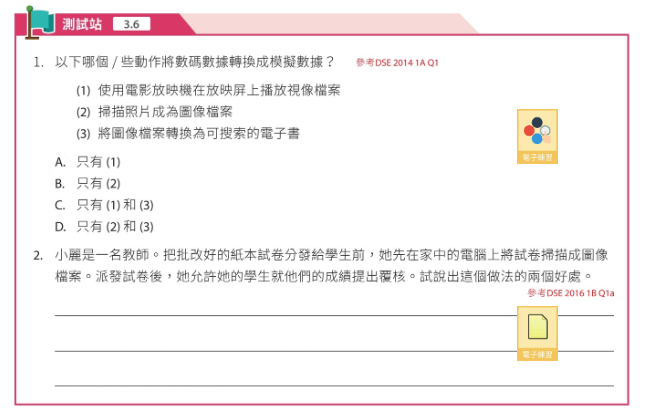 測試站 3.6
1. 以下哪個 / 些動作將數碼數據轉換成模擬數據? 參考DSE 2014 1A Q1
(1) 使用電影放映機在放映屏上播放視像檔案
(2) 掃描照片成為圖像檔案
(3) 將圖像檔案轉換為可搜索的電子書
電子練習
A. 只有 (1)
B. 只有 (2)
C. 只有 (1) 和 (3)
D. 只有 (2) 和 (3)
2. 小麗是一名教師。把批改好的紙本試卷分發給學生前,她先在家中的電腦上將試卷掃描成圖像
檔案。派發試卷後,她允許她的學生就他們的成績提出覆核。試說出這個做法的兩個好處。
參考DSE 2016 1B Q1a
電子練習